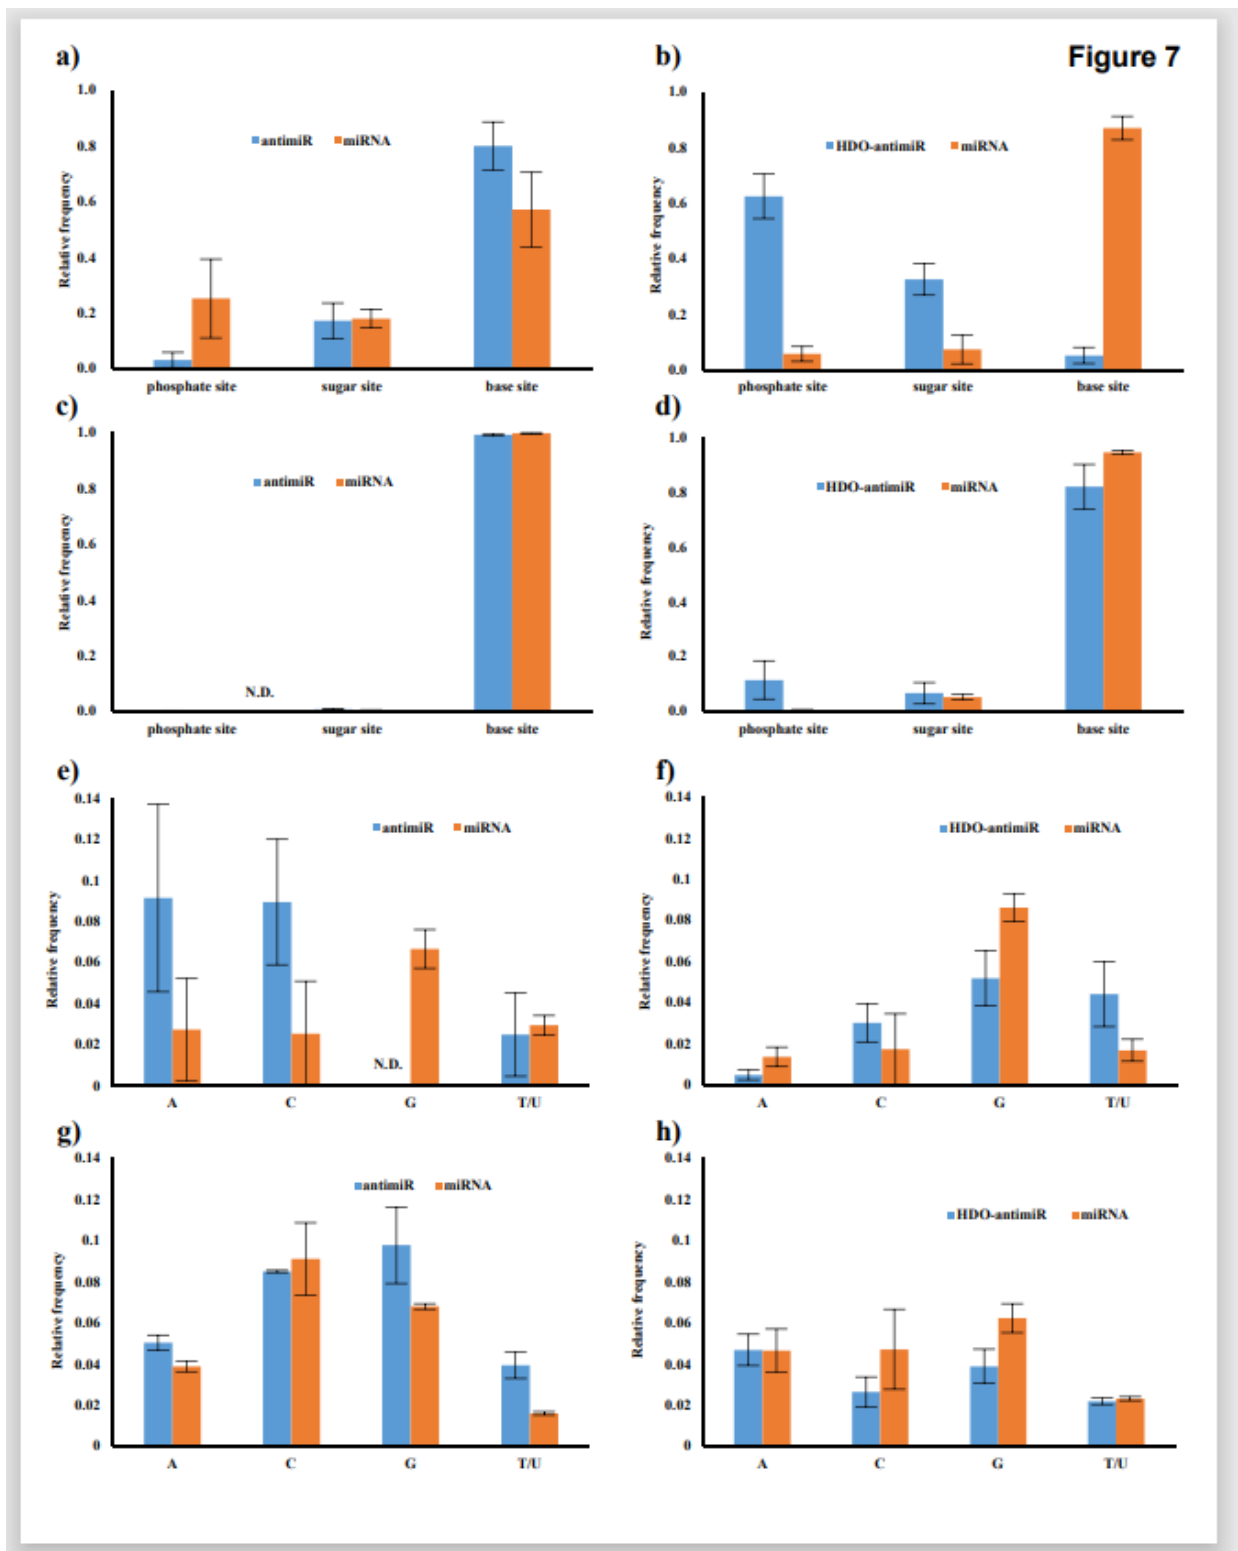 Figure 7
a)
1.0
0.8
0.6
0.4
0.2
0.0
Relative frequency
antimiR miRNA
phosphate site sugar site base site
b)
1.0
0.8
0.6
0.4
0.2
0.0
Relative frequency
HDO-antimiR miRNA
phosphate site sugar site base site
c)
1.0
0.8
0.6
0.4
0.2
0.0
Relative frequency
antimiR miRNA
N.D.
phosphate site sugar site base site
d)
1.0
0.8
0.6
0.4
0.2
0.0
Relative frequency
HDO-antimiR miRNA
phosphate site sugar site base site
e)
0.14
0.12
0.1
0.08
0.06
0.04
0.02
0
Relative frequency
antimiR miRNA
N.D.
A C G T/U
f)
0.14
0.12
0.1
0.08
0.06
0.04
0.02
0
Relative frequency
HDO-antimiR miRNA
A C G T/U
g)
0.14
0.12
0.1
0.08
0.06
0.04
0.02
0
Relative frequency
antimiR miRNA
A C G T/U
h)
0.14
0.12
0.1
0.08
0.06
0.04
0.02
0
Relative frequency
HDO-antimiR miRNA
A C G T/U